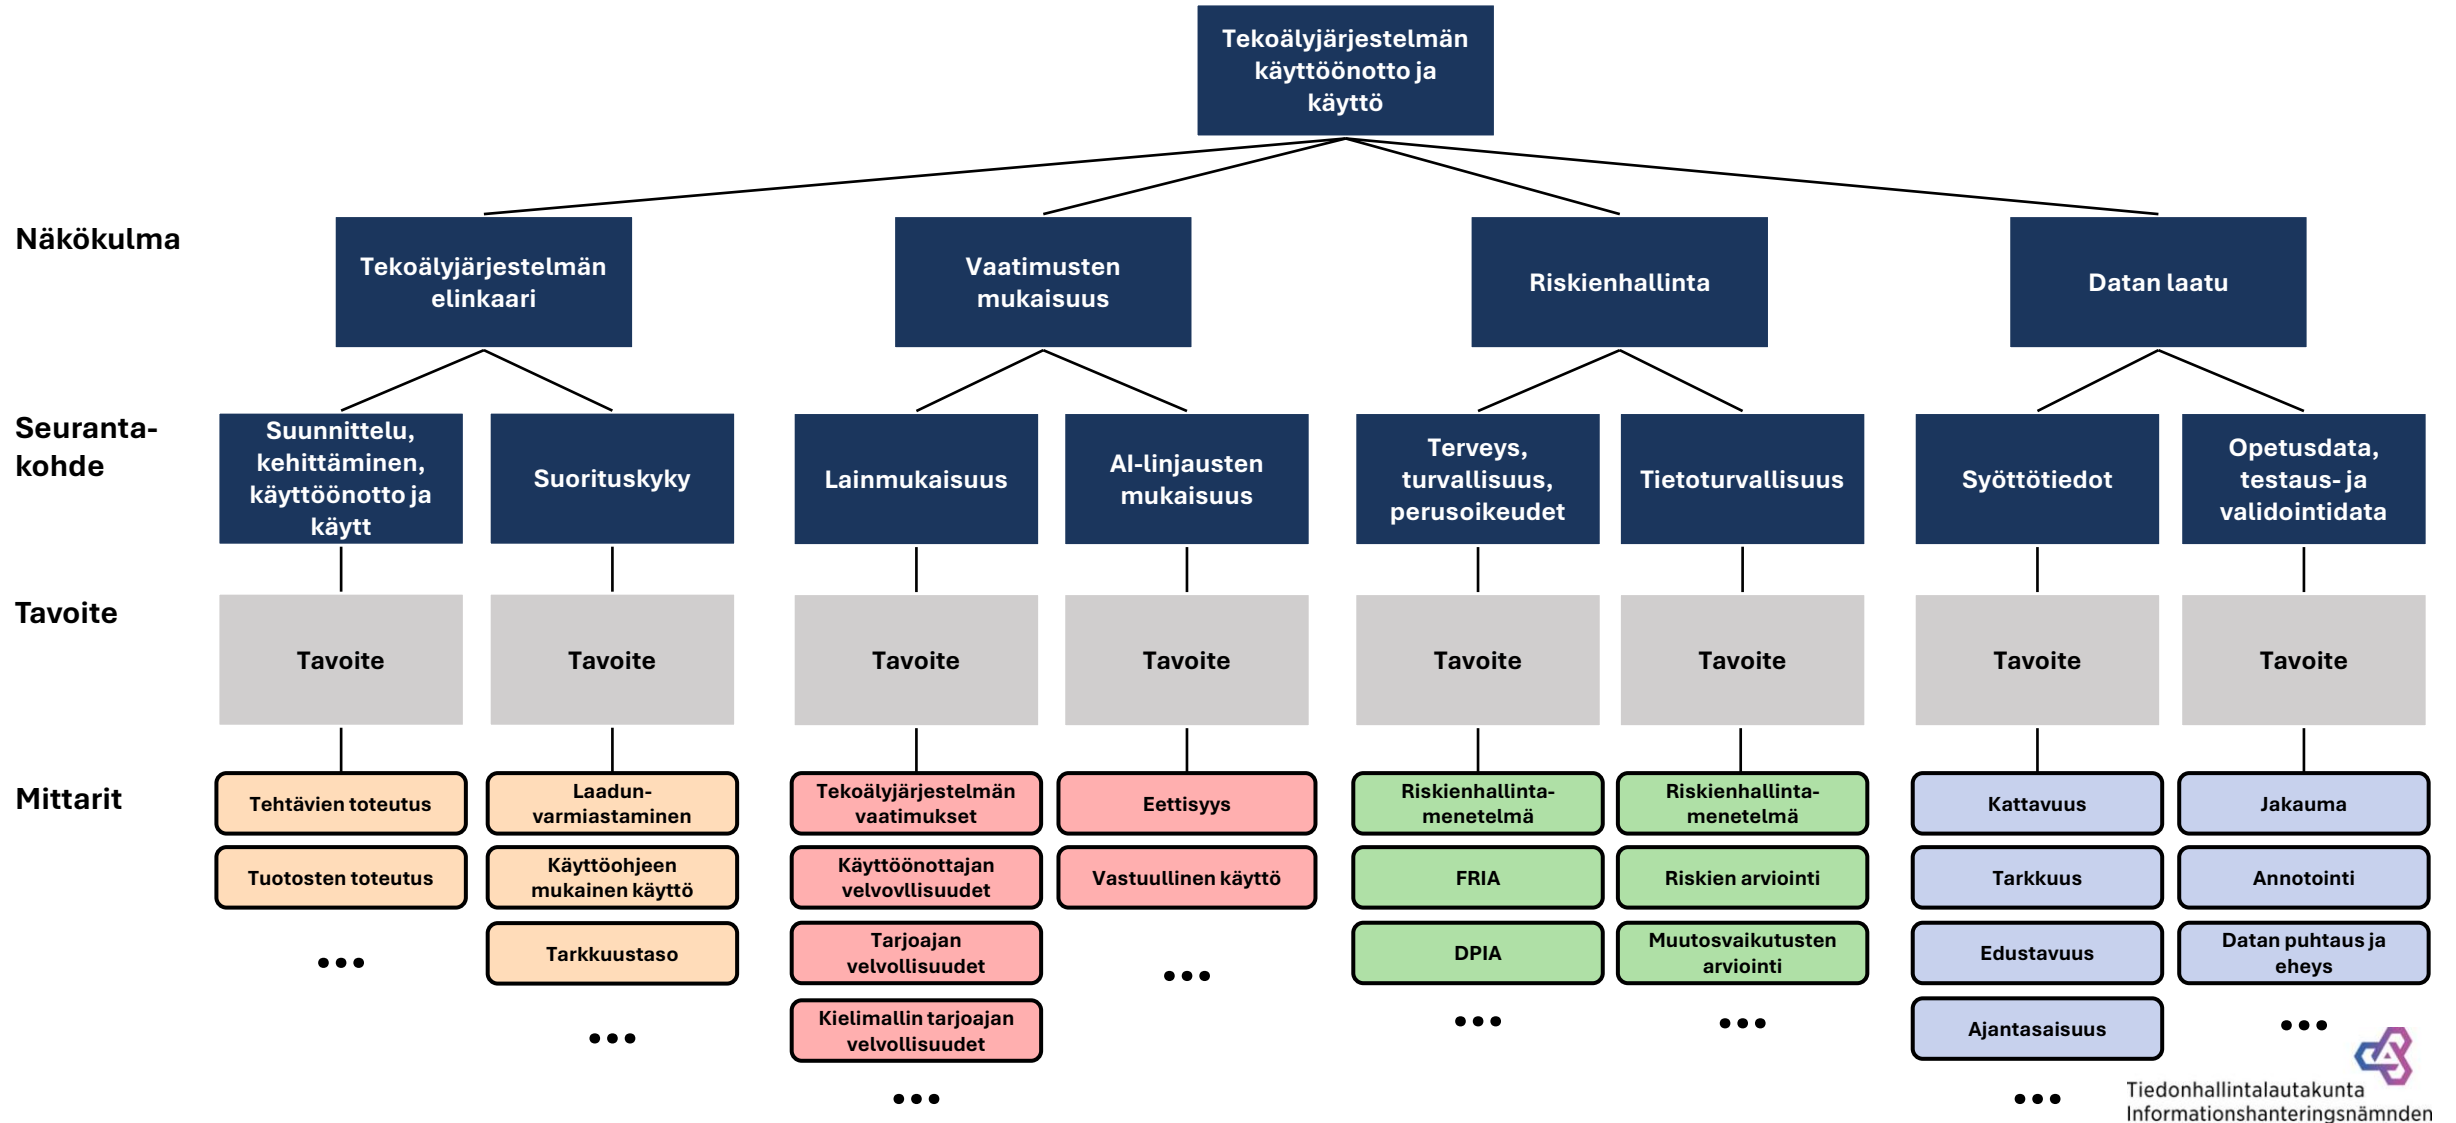 Tekoälyjärjestelmän
käyttöönotto ja
käyttö
Näkökulma
Tekoälyjärjestelmän
elinkaari
Vaatimusten
mukaisuus
Riskienhallinta
Datan laatu
Seuranta-
kohde
Suunnittelu,
kehittäminen,
käyttöönotto ja
käytt
Suorituskyky
Lainmukaisuus
AI-linjausten
mukaisuus
Terveys,
turvallisuus,
perusoikeudet
Tietoturvallisuus
Syöttötiedot
Opetusdata,
testaus- ja
validointidata
Tavoite
Tavoite
Tavoite
Tavoite
Tavoite
Tavoite
Tavoite
Tavoite
Tavoite
Mittarit
Tehtävien toteutus
Tuotosten toteutus
...
Laadun-
varmiastaminen
Käyttöohjeen
mukainen käyttö
Tarkkuustaso
...
Tekoälyjärjestelmän
vaatimukset
Käyttöönottajan
velvovllisuudet
Tarjoajan
velvollisuudet
Kielimallin tarjoajan
velvollisuudet
...
Eettisyys
Vastuullinen käyttö
...
Riskienhallinta-
menetelmä
FRIA
DPIA
...
Riskienhallinta-
menetelmä
Riskien arviointi
Muutosvaikutusten
arviointi
...
Kattavuus
Tarkkuus
Edustavuus
Ajantasaisuus
...
Jakauma
Annotointi
Datan puhtaus ja
eheys
...
Tiedonhallintalautakunta
Informationshanteringsnämnden